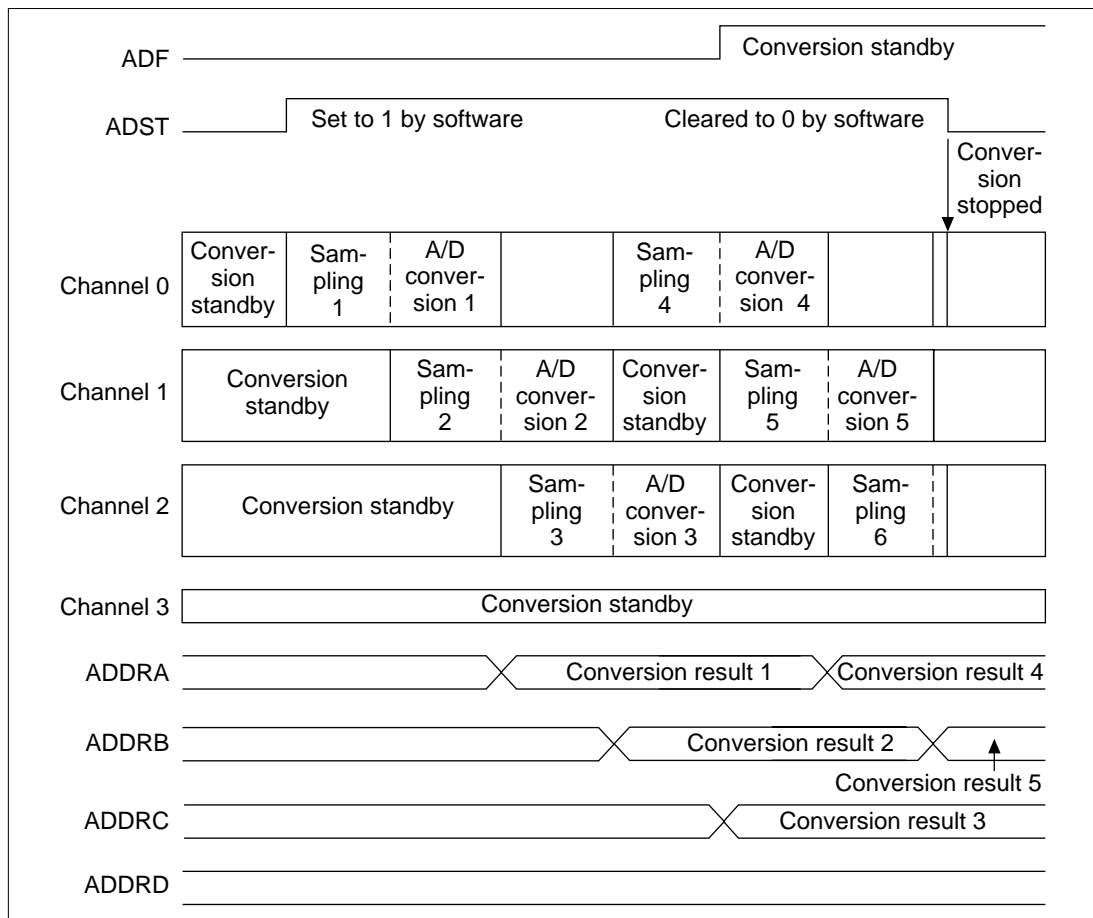 ADF
Conversion standby
ADST
Set to 1 by software
Cleared to 0 by software
Conver-
sion
stopped
Channel 0
Conver-
sion
standby
Sam-
pling
1
A/D
conver-
sion 1
Sam-
pling
4
A/D
conver-
sion 4
Channel 1
Conversion
standby
Sam-
pling
2
A/D
conver-
sion 2
Conver-
sion
standby
Sam-
pling
5
A/D
conver-
sion 5
Channel 2
Conversion standby
Sam-
pling
3
A/D
conver-
sion 3
Conver-
sion
standby
Sam-
pling
6
Channel 3
Conversion standby
ADDRA
Conversion result 1
Conversion result 4
ADDRB
Conversion result 2
Conversion result 5
ADDRC
Conversion result 3
ADDRD